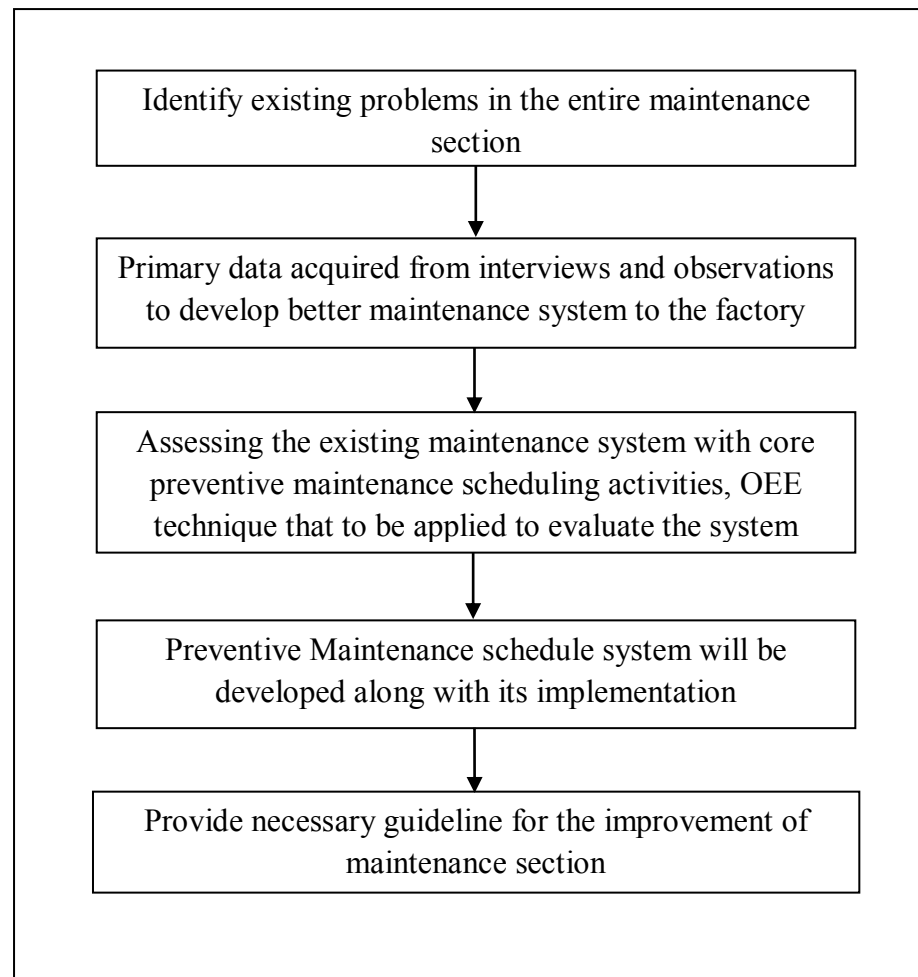 Identify existing problems in the entire maintenance
section
Primary data acquired from interviews and observations
to develop better maintenance system to the factory
Assessing the existing maintenance system with core
preventive maintenance scheduling activities, OEE
technique that to be applied to evaluate the system
Preventive Maintenance schedule system will be
developed along with its implementation
Provide necessary guideline for the improvement of
maintenance section